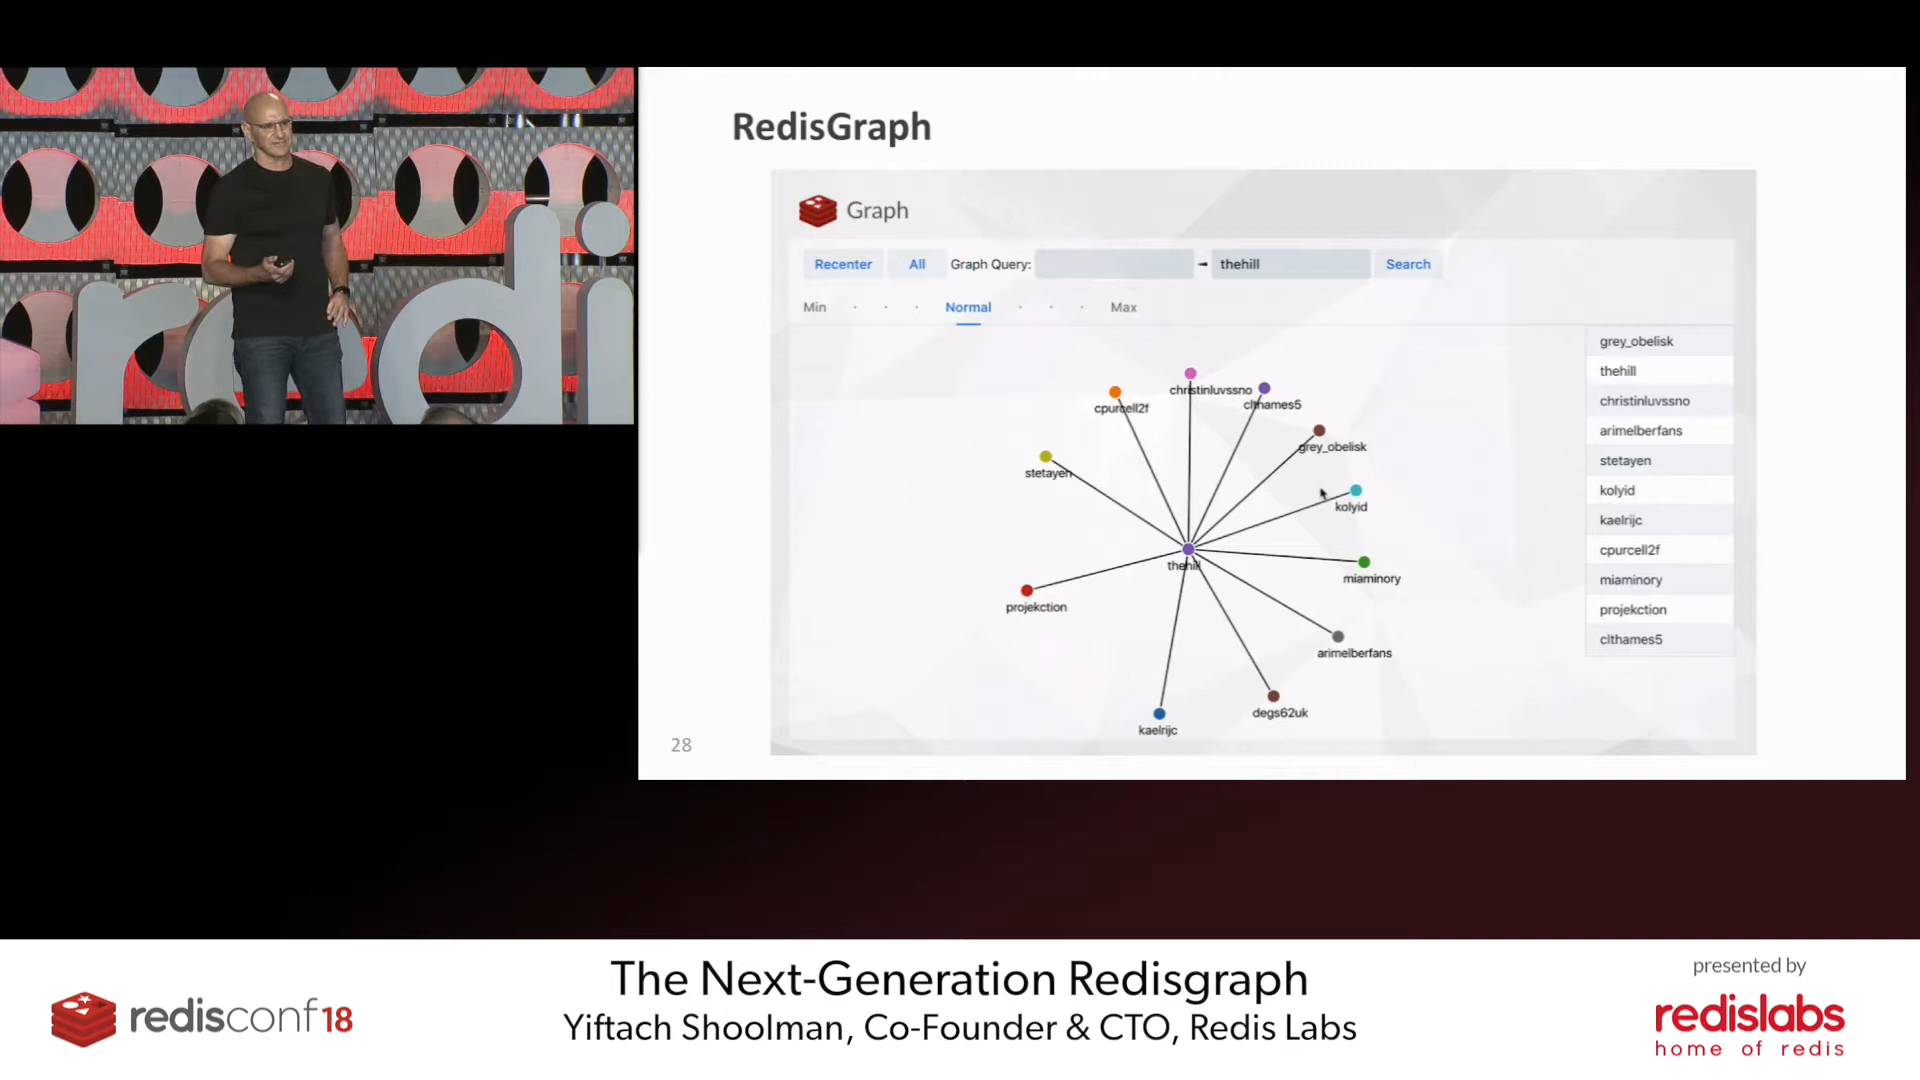 redi
RedisGraph
Graph
Recenter All Graph Query: → thehill Search
Min · · · Normal · · · Max
grey_obelisk
thehill
christinluvssno
arimelberfans
stetayen
kolyid
kaelrijc
cpurcell2f
miaminory
projekction
clthames5
christinluvssno
cpurcell2f
clthames5
grey_obelisk
stetayen
kolyid
thehill
miaminory
projekction
arimelberfans
degs62uk
kaelrijc
28
The Next-Generation Redisgraph
Yiftach Shoolman, Co-Founder & CTO, Redis Labs
redisconf18
presented by
redislabs
home of redis